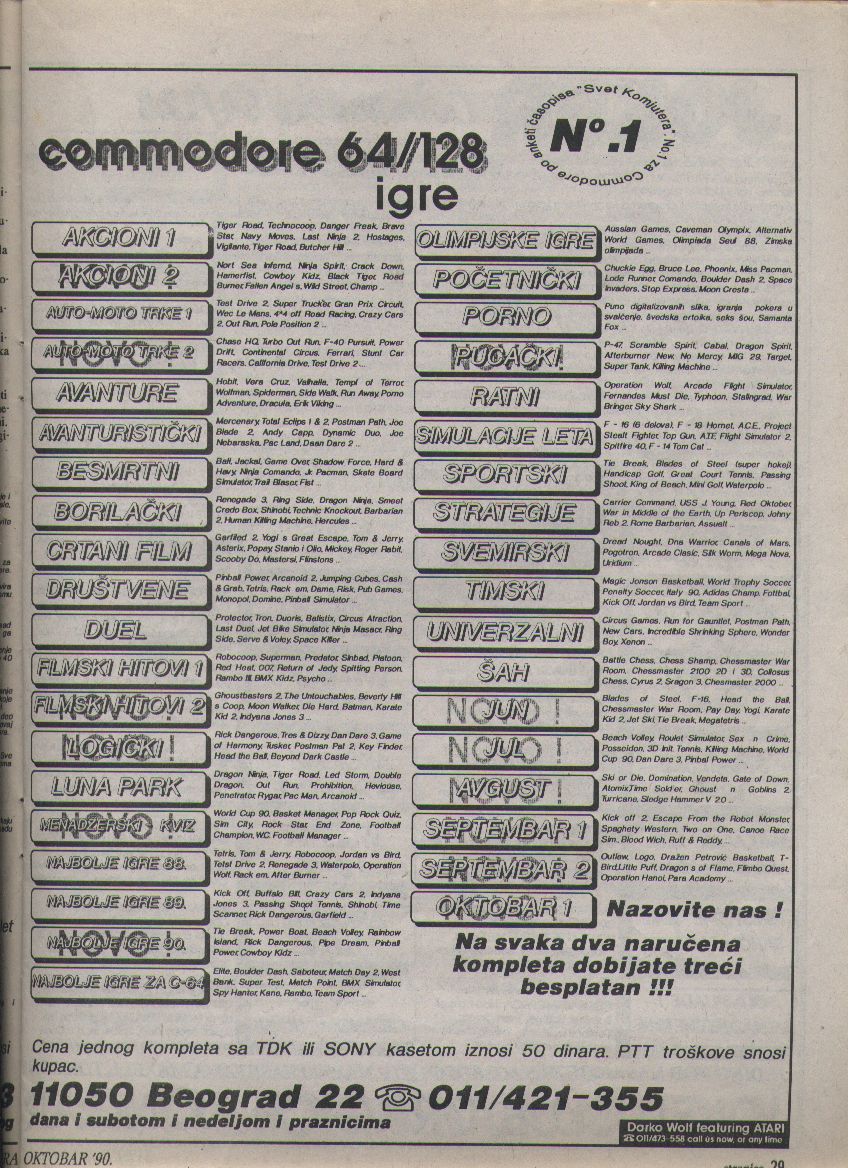 časopisa "Svet Komjutera". No.1 za Commodore po anketi
Nº.1
commodore 64//128
igre
AKCIONI 1
Tiger Road, Technocoop, Danger Freak, Brave
Star, Navy Moves, Last Ninja 2, Hostages,
Vigilante, Tiger Road, Butcher Hill ..
AKCIONI 2
Nort Sea Infernd, Ninja Spirit, Crack Down,
Hamerfist, Cowboy Kidz, Black Tiger, Road
Burner, Fallen Angel s, Wild Street, Champ ..
AUTO-MOTO TRKE 1
Test Drive 2, Super Trucker, Gran Prix Circuit,
Wec Le Mans, 4*4 off Road Racing, Crazy Cars
2, Out Run, Pole Position 2 ..
AUTO-MOTO TRKE 2
NOVO !
Chase HQ, Turbo Out Run, F-40 Pursuit, Power
Drift, Continental Circus, Ferrari, Stunt Car
Racers, California Drive, Test Drive 2 ...
AVANTURE
Hobit, Vera Cruz, Valhalla, Templ of Terror,
Wolfman, Spiderman, Side Walk, Run Away, Porno
Adventure, Dracula, Erik Viking ..
AVANTURISTIČKI
Mercenary, Total Eclips 1 & 2, Postman Path, Joe
Blade 2, Andy Capp, Dynamic Duo, Joe
Nebaraska, Pac Land, Daan Dare 2 ..
BESMRTNI
Bali, Jackal, Game Over, Shadow Force, Hard &
Havy, Ninja Comando, Jr. Pacman, Skate Board
Simulator, Trail Blaser, Fist ..
BORILAČKI
Renegade 3, Ring Side, Dragon Ninja, Smeet
Credo Box, Shinobi, Technic Knockout, Barbarian
2, Human Killing Machine, Hercules ..
CRTANI FILM
Garfiled 2, Yogi s Great Escape, Tom & Jerry,
Asterix, Popey, Stanio i Olio, Mickey, Roger Rabit,
Scooby Do, Mastersi, Flinstons ..
DRUŠTVENE
Pinball Power, Arcanoid 2, Jumping Cubes, Cash
& Grab, Tetris, Rack em, Dame, Risk, Pub Games,
Monopol, Domine, Pinball Simulator ..
DUEL
Protector, Tron, Duoris, Balistix, Circus Atraction,
Last Duel, Jet Bike Simulator, Ninja Masacr, Ring
Side, Serve & Voley, Space Killer ..
FILMSKI HITOVI 1
Robocoop, Superman, Predator, Sinbad, Platoon,
Red Heat, 007, Return of Jedy, Spitting Person,
Rambo III, BMX Kidz, Psycho ..
FILMSKI HITOVI 2
NOVO !
Ghoustbasters 2, The Untouchables, Beverly Hill
s Coop, Moon Walker, Die Hard, Batman, Karate
Kid 2, Indyana Jones 3 ..
LOGIČKI
Rick Dangerous, Tres & Dizzy, Dan Dare 3, Game
of Harmony, Tusker, Postman Pat 2, Key Finder,
Head the Ball, Beyond Dark Castle ..
LUNA PARK
Dragon Ninja, Tiger Road, Led Storm, Double
Dragon, Out Run, Prohibition, Heviouse,
Penetrator, Rygar, Pac Man, Arcanoid ..
MENADŽERSKI KVIZ
NOVO !
World Cup 90, Basket Manager, Pop Rock Quiz,
Sim City, Rock Star, End Zone, Football
Champion, WC. Football Manager ..
NAJBOLJE IGRE 88.
Tetris, Tom & Jerry, Robocoop, Jordan vs Bird,
Tetst Drive 2, Renegade 3, Waterpolo, Operation
Wolf, Rack em, After Burner ..
NAJBOLJE IGRE 89.
Kick Off, Buffalo Bill, Crazy Cars 2, Indyana
Jones 3, Passing Shopt Tennis, Shinobi, Time
Scanner, Rick Dangerous, Garfield ..
NAJBOLJE IGRE 90.
NOVO !
Tie Break, Power Boat, Beach Volley, Rainbow
Island, Rick Dangerous, Pipe Dream, Pinball
Power, Cowboy Kidz ..
NAJBOLJE IGRE ZA C-64
Elite, Boulder Dash, Saboteur, Match Day 2, West
Bank, Super Test, Match Point, BMX Simulator,
Spy Hanter, Kane, Rambo, Team Sport ..
OLIMPIJSKE IGRE
Aussian Games, Caveman Olympix, Alternativ
World Games, Olimpiada Seul 88, Zimska
olimpijada ..
POČETNIČKI
Chuckie Egg, Bruce Lee, Phoenix, Miss Pacman,
Lode Runner, Comando, Boulder Dash 2, Space
Invaders, Stop Express, Moon Cresta ..
PORNO
Puno digitalizovanih slika, igranja pokera u
svalčenje, švedska ertoika, seks šou, Samanta
Fox ..
PUCAČKI
P-47, Scramble Spirit, Cabal, Dragon Spirit,
Afterburner New, No Mercy, MIG 29, Target,
Super Tank, Killing Machine ..
RATNI
Operation Wolf, Arcade Flight Simulator,
Fernandes Must Die, Typhoon, Stalingrad, War
Bringer, Sky Shark ..
SIMULACIJE LETA
F - 16 (6 delova), F - 18 Hornet, A.C.E., Project
Stealt Fighter, Top Gun, ATF, Flight Simulator 2,
Spitfire 40, F - 14 Tom Cat ..
SPORTSKI
Tie Break, Blades of Steel (super hokej),
Handicap Golf, Great Court Tennis, Passing
Shoot, King of Beach, Mini Golf, Waterpolo ..
STRATEGIJE
Carrier Command, USS J. Young, Red Oktober,
War in Middle of the Earth, Up Periscop, Johny
Reb 2, Rome Barbarian, Assualt ..
SVEMIRSKI
Dread Nought, Dna Warrior, Canals of Mars,
Pogotron, Arcade Clasic, Silk Worm, Mega Nova,
Uridium ..
TIMSKI
Magic Jonson Basketball, World Trophy Soccer,
Penalty Soccer, Italy 90, Adidas Champ. Fottbal,
Kick Off, Jordan vs Bird, Team Sport ..
UNIVERZALNI
Circus Games, Run for Gauntlet, Postman Path,
New Cars, Incredible Shrinking Sphere, Wonder
Boy, Xenon ..
ŠAH
Battle Chess, Chess Shamp, Chessmaster War
Room, Chessmaster 2100 2D i 3D, Collosus
Chess, Cyrus 2, Sragon 3, Chesmaster 2000 ..
JUN
NOVO !
Blades of Steel, F-16, Head the Ball,
Chessmaster War Room, Pay Day, Yogi, Karate
Kid 2, Jet Ski, Tie Break, Megatetris ..
JUL
NOVO !
Beach Volley, Roulet Simulator, Sex n Crime,
Posseidon, 3D Init. Tennis, Killing Machine, World
Cup 90, Dan Dare 3, Pinbal Power ..
AVGUST
Ski or Die, Domination, Vendeta, Gate of Down,
AtomixTime Soldier, Ghoust n Goblins 2,
Turricane, Sledge Hammer V 2.0 ..
SEPTEMBAR 1
Kick off 2, Escape From the Robot Monster,
Spaghety Western, Two on One, Canoe Race
Sim., Blood Wich, Ruff & Reddy, ..
SEPTEMBAR 2
Outlaw, Logo, Dražen Petrović Basketball, T-
Bird, Little Puff, Dragon s of Flame, Flimbo Quest,
Operation Hanoi, Para Academy ..
OKTOBAR 1
Nazovite nas !
Na svaka dva naručena
kompleta dobijate treći
besplatan !!!
Cena jednog kompleta sa TDK ili SONY kasetom iznosi 50 dinara. PTT troškove snosi
kupac.
11050 Beograd 22 ☎ 011/421-355
dana i subotom i nedeljom i praznicima
Darko Wolf featuring ATARI
☎ 011/473-558 call us now, or any time
RA OKTOBAR '90.
29